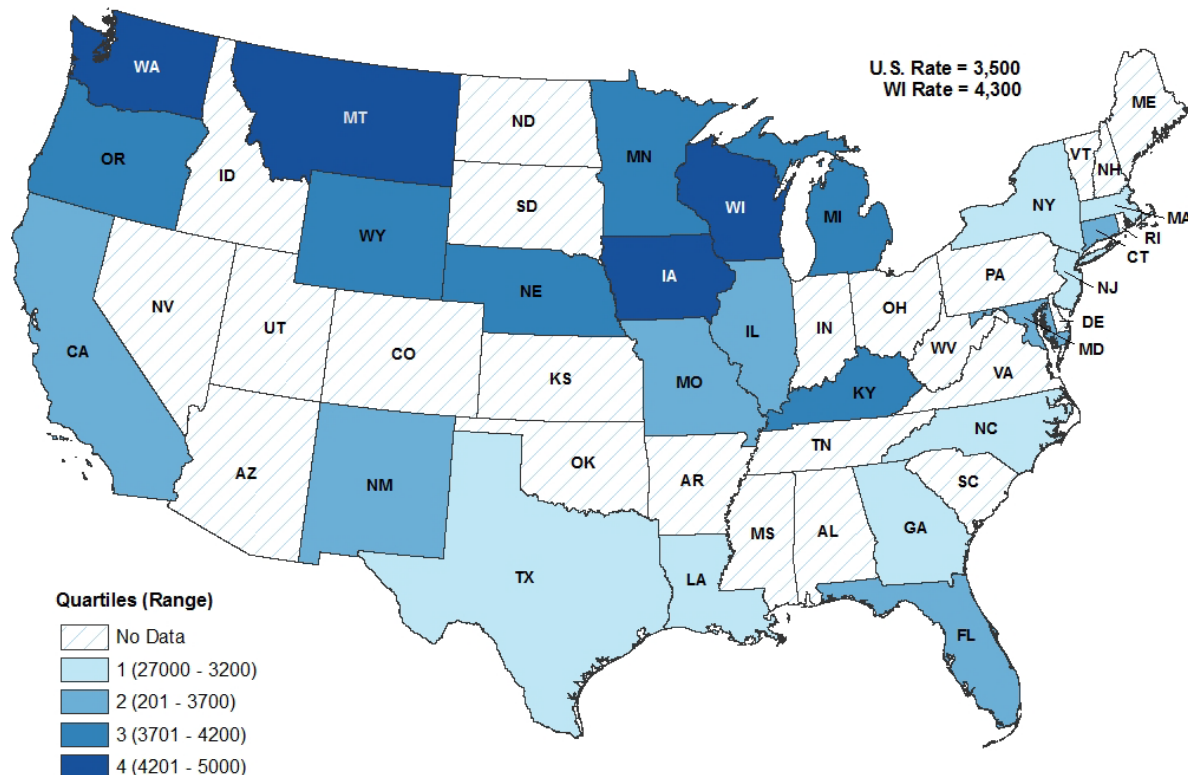 U.S. Rate = 3,500
WI Rate = 4,300
WA
MT
ND
MN
ME
OR
ID
SD
WI
MI
VT
NH
NY
MA
WY
RI
CT
NV
NE
IA
PA
NJ
UT
CO
IL
IN
OH
DE
CA
KS
MO
WV
MD
VA
KY
AZ
NM
OK
AR
TN
NC
SC
MS
AL
GA
TX
LA
FL
Quartiles (Range)
No Data
1 (27000 - 3200)
2 (201 - 3700)
3 (3701 - 4200)
4 (4201 - 5000)